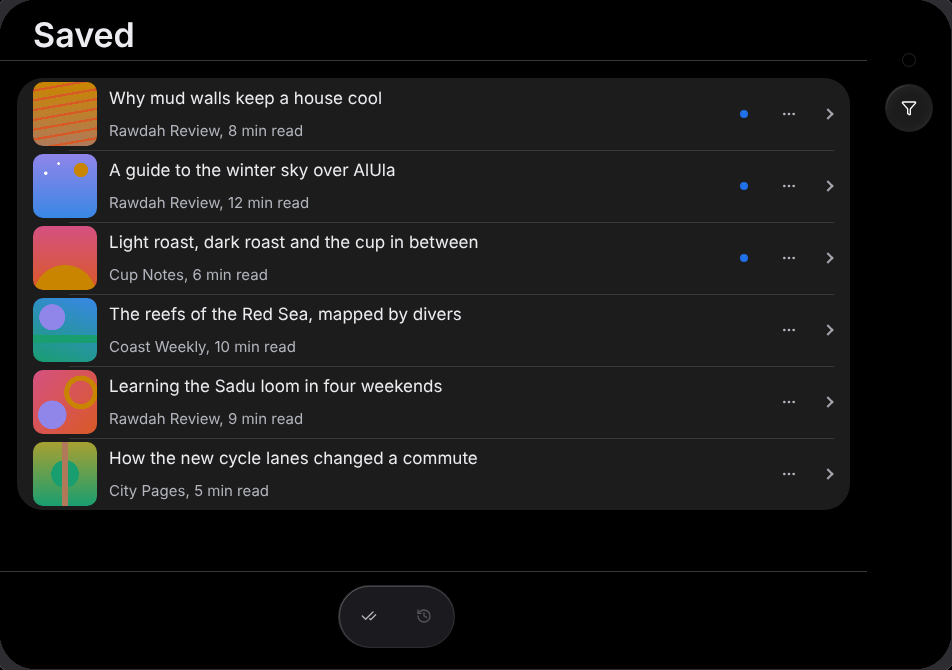 Saved
Why mud walls keep a house cool
Rawdah Review, 8 min read
A guide to the winter sky over AlUla
Rawdah Review, 12 min read
Light roast, dark roast and the cup in between
Cup Notes, 6 min read
The reefs of the Red Sea, mapped by divers
Coast Weekly, 10 min read
Learning the Sadu loom in four weekends
Rawdah Review, 9 min read
How the new cycle lanes changed a commute
City Pages, 5 min read